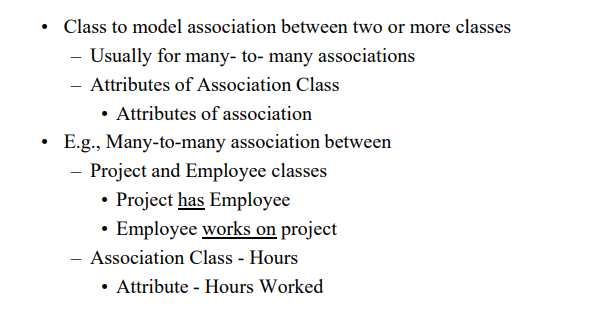 • Class to model association between two or more classes
– Usually for many- to- many associations
– Attributes of Association Class
• Attributes of association
• E.g., Many-to-many association between
– Project and Employee classes
• Project has Employee
• Employee works on project
– Association Class - Hours
• Attribute - Hours Worked